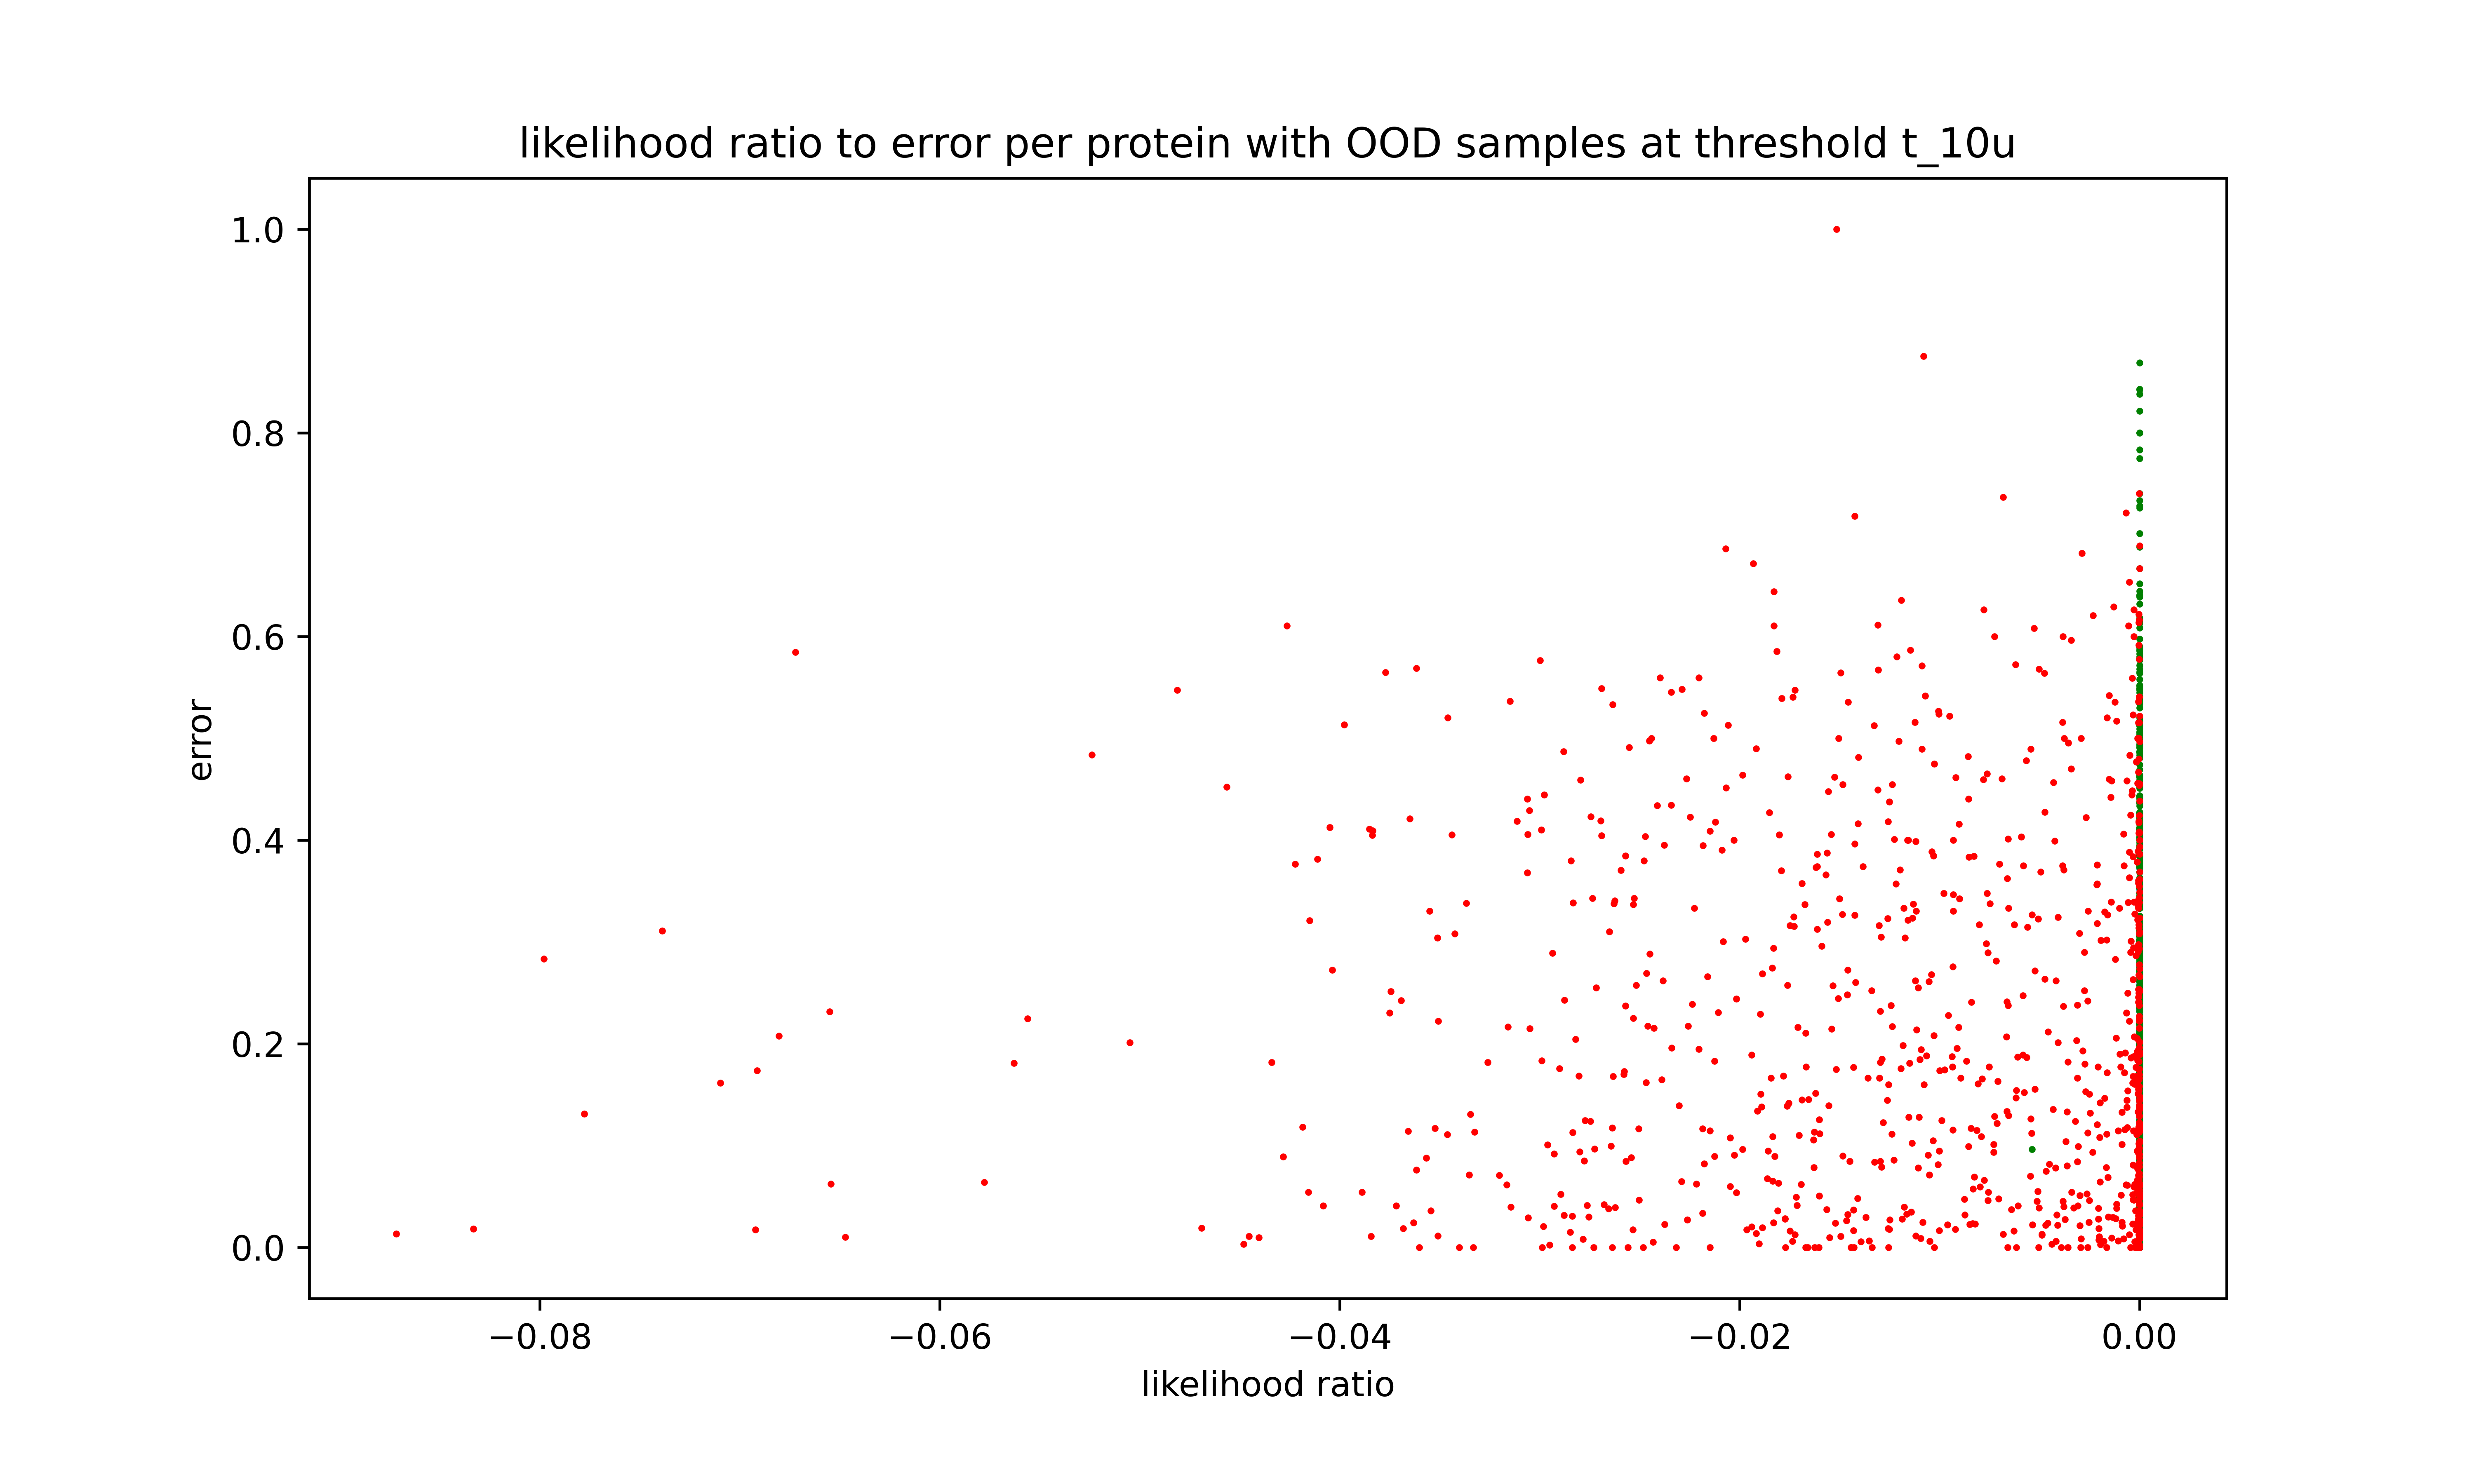 likelihood ratio to error per protein with OOD samples at threshold t_10u
1.0
0.8
0.6
0.4
0.2
0.0
error
−0.08 −0.06 −0.04 −0.02 0.00
likelihood ratio